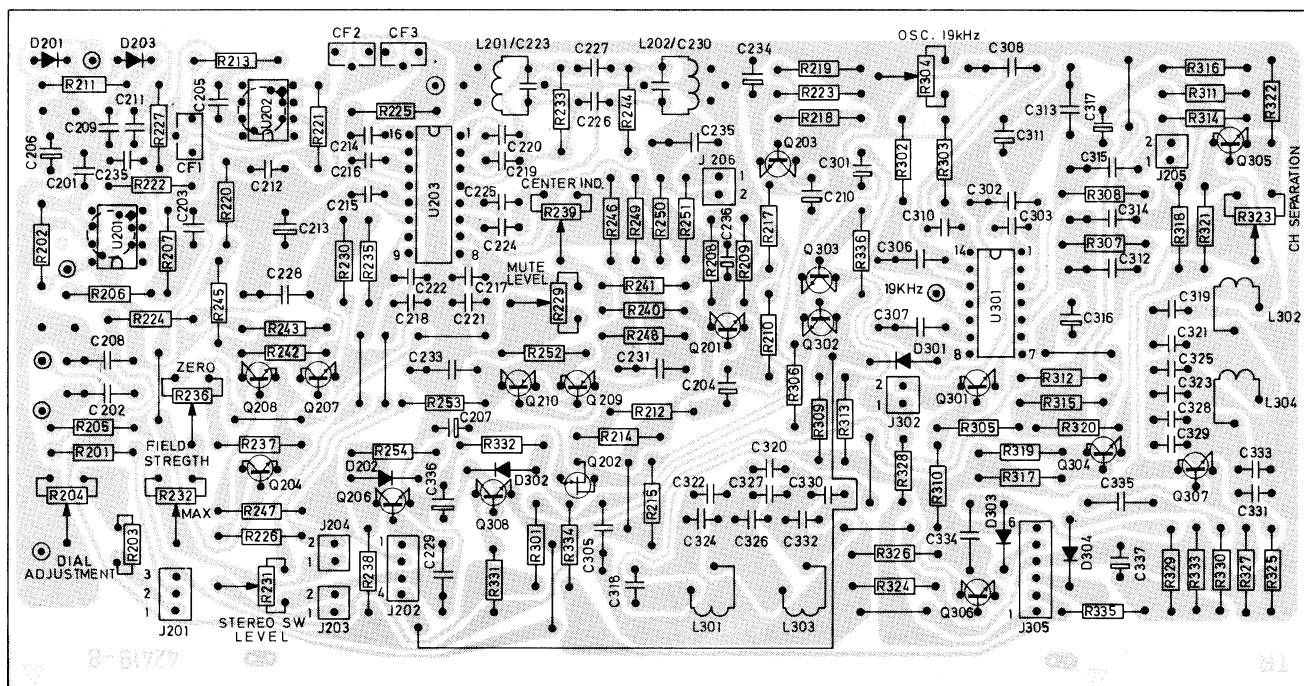 OSC. 19kHz
D201 D203 R213 CF2 CF3 L201/C223 C227 L202/C230 C234 R219 R304 C308 R316
R211 C205 U202 R221 R225 R233 C226 R244 R223 C313 C317 R311 R322
C206 C209 C211 R227 CF1 C214 16 1 C220 C235 R218 R302 R303 C311 R314
C201 C235 C212 C216 U203 C219 J206 Q203 C301 C315 2 1 J205 Q305
R222 C203 R220 C215 C225 CENTER IND. 1 2 C210 C302 R308
R202 U201 R207 C213 R230 R235 C224 R239 R246 R249 R250 R251 C236 R217 R336 C310 C303 C314 R318 R321 R323 CH SEPARATION
9 8 R208 R209 Q303 C306 14 1 R307
R206 R245 C228 C222 C217 MUTE LEVEL R241 19KHz U301 C312
R224 C218 C221 R229 R240 R210 Q302 C307 C316 C319 L302
R243 R248 Q201 D301 8 7 C321
C208 R242 C233 R252 C231 R306 C325
ZERO R236 Q208 Q207 Q210 Q209 C204 R309 R313 2 1 J302 Q301 R312 C323 L304
C202 R253 R212 R315 C328
R205 C207 R214 R305 R320 C329
R201 FIELD STREGTH R237 R254 R332 Q202 C320 R328 R319 Q304 C333
R204 R232 MAX Q204 D202 Q206 C336 D302 Q308 R215 C322 C327 C330 R310 R317 Q307 C331
R247 C324 C326 C332 D303 6 C335
DIAL ADJUSTMENT R203 R226 J204 2 1 R238 1 4 J202 C229 R331 R301 R334 C305 C318 R326 C334 D304 C337 R329 R333 R330 R327 R325
3 2 1 J201 R231 2 1 J203 R324
STEREO SW LEVEL L301 L303 Q306 1 J305 R335
42419-8 TR